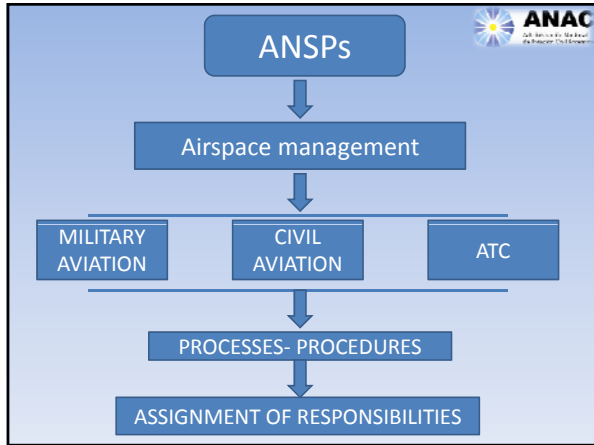 ANAC
ANSPs
Airspace management
MILITARY
AVIATION
CIVIL
AVIATION
ATC
PROCESSES- PROCEDURES
ASSIGNMENT OF RESPONSIBILITIES